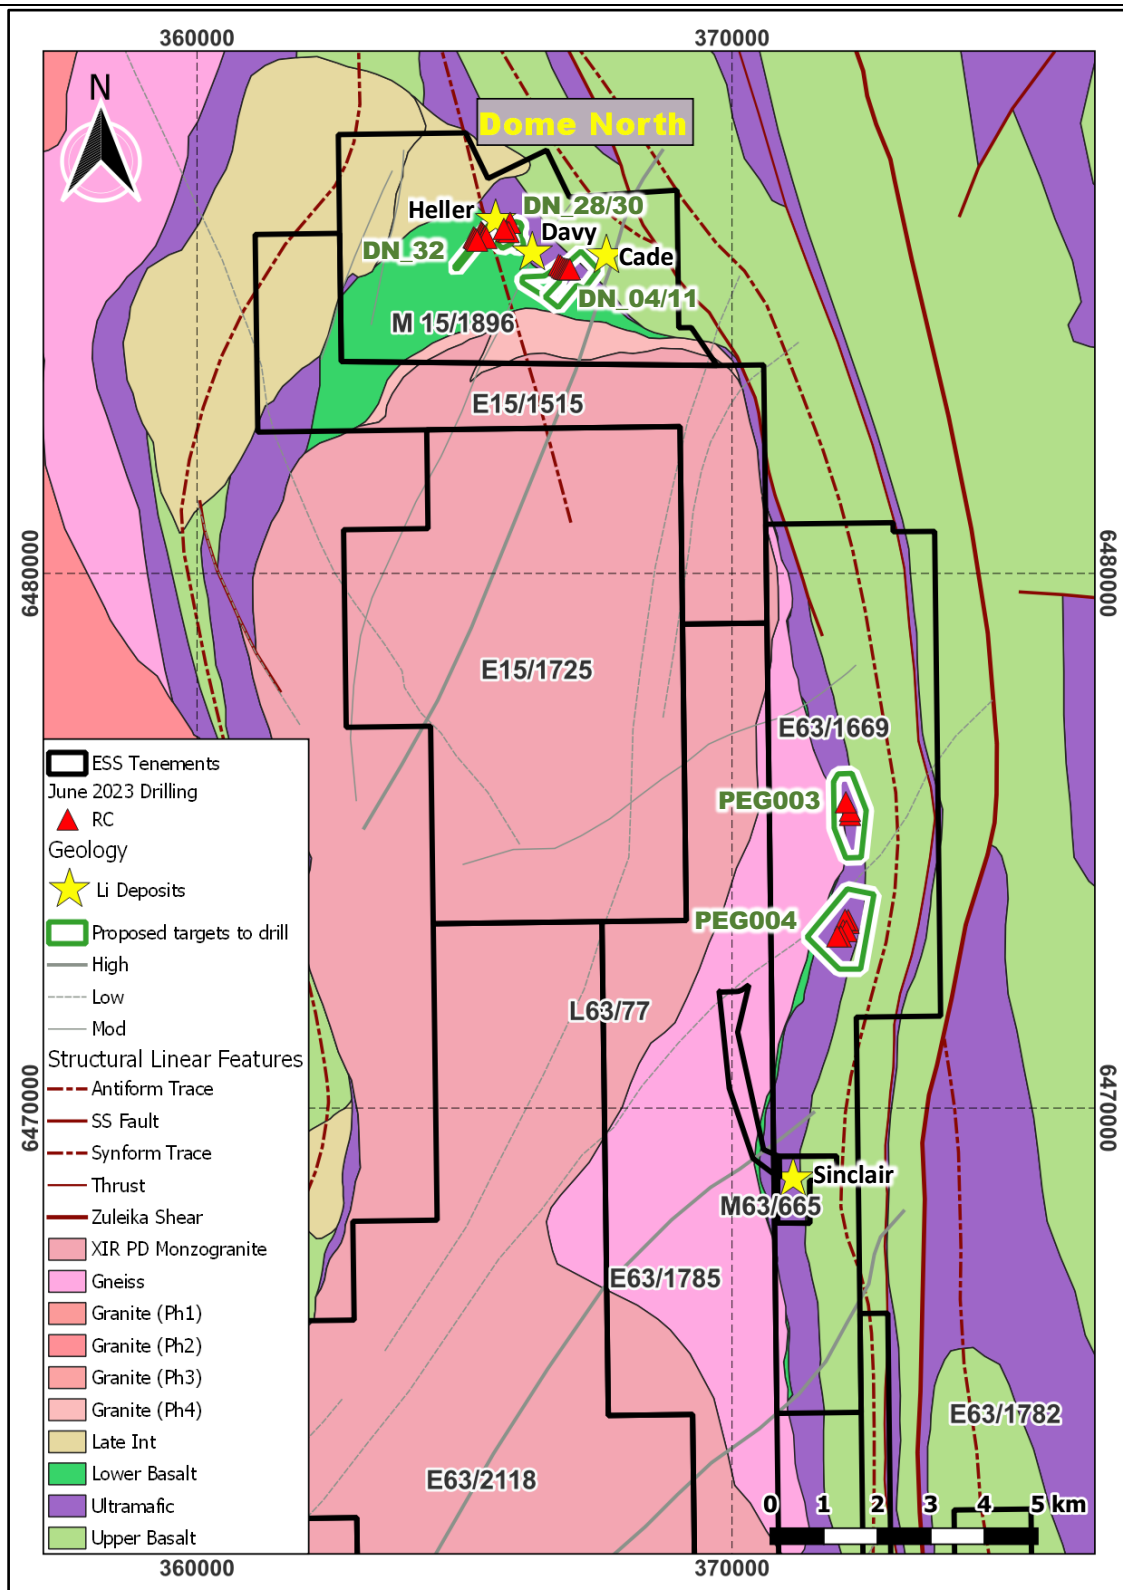 360000
370000
N
Dome North
Heller
DN_28/30
Davy
DN_32
Cade
DN_04/11
M 15/1896
E15/1515
6480000
6480000
E15/1725
E63/1669
PEG003
PEG004
L63/77
6470000
6470000
Sinclair
M63/665
E63/1785
E63/1782
E63/2118
ESS Tenements
June 2023 Drilling
RC
Geology
Li Deposits
Proposed targets to drill
High
Low
Mod
Structural Linear Features
Antiform Trace
SS Fault
Synform Trace
Thrust
Zuleika Shear
XIR PD Monzogranite
Gneiss
Granite (Ph1)
Granite (Ph2)
Granite (Ph3)
Granite (Ph4)
Late Int
Lower Basalt
Ultramafic
Upper Basalt
0 1 2 3 4 5 km
360000
370000